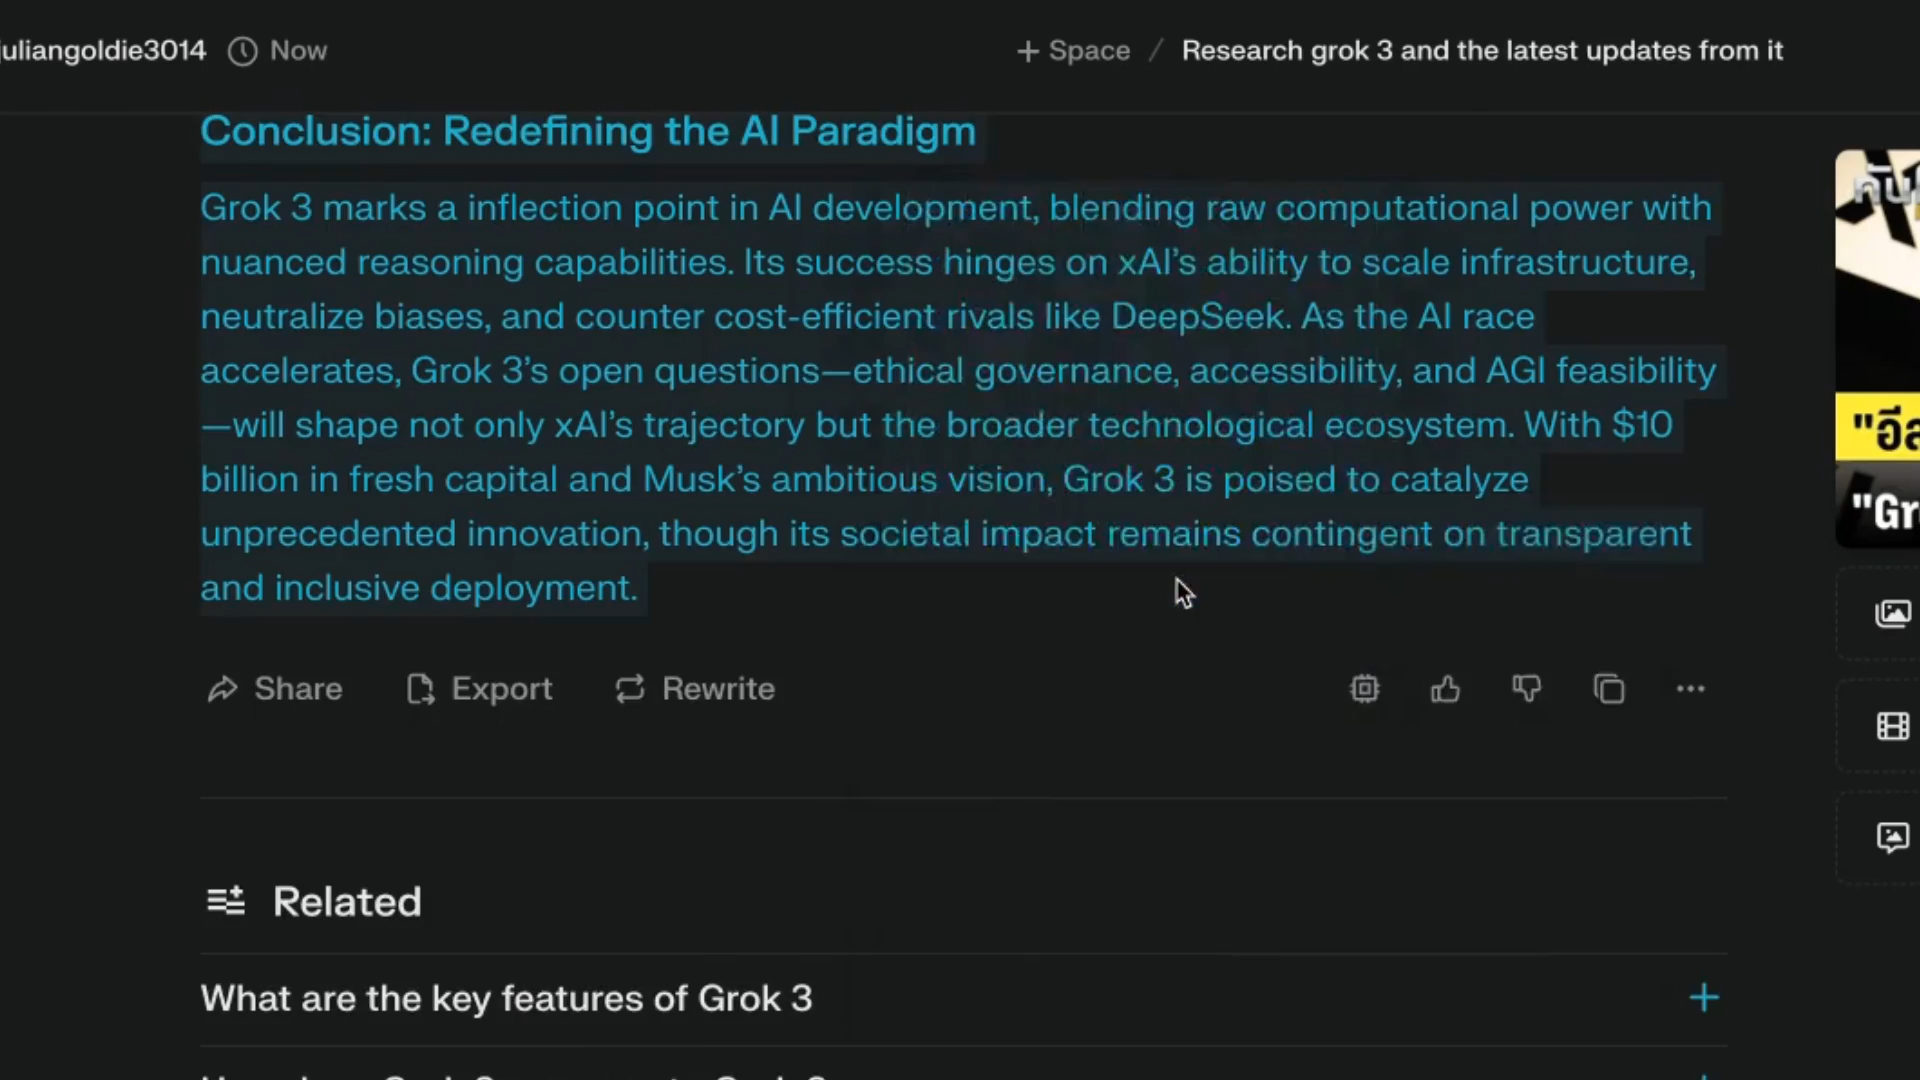 juliangoldie3014 Now
Space / Research grok 3 and the latest updates from it
Conclusion: Redefining the AI Paradigm
Grok 3 marks a inflection point in AI development, blending raw computational power with
nuanced reasoning capabilities. Its success hinges on xAI’s ability to scale infrastructure,
neutralize biases, and counter cost-efficient rivals like DeepSeek. As the AI race
accelerates, Grok 3’s open questions—ethical governance, accessibility, and AGI feasibility
—will shape not only xAI’s trajectory but the broader technological ecosystem. With $10
billion in fresh capital and Musk’s ambitious vision, Grok 3 is poised to catalyze
unprecedented innovation, though its societal impact remains contingent on transparent
and inclusive deployment.
"อีล
"Gr
Share Export Rewrite
Related
What are the key features of Grok 3